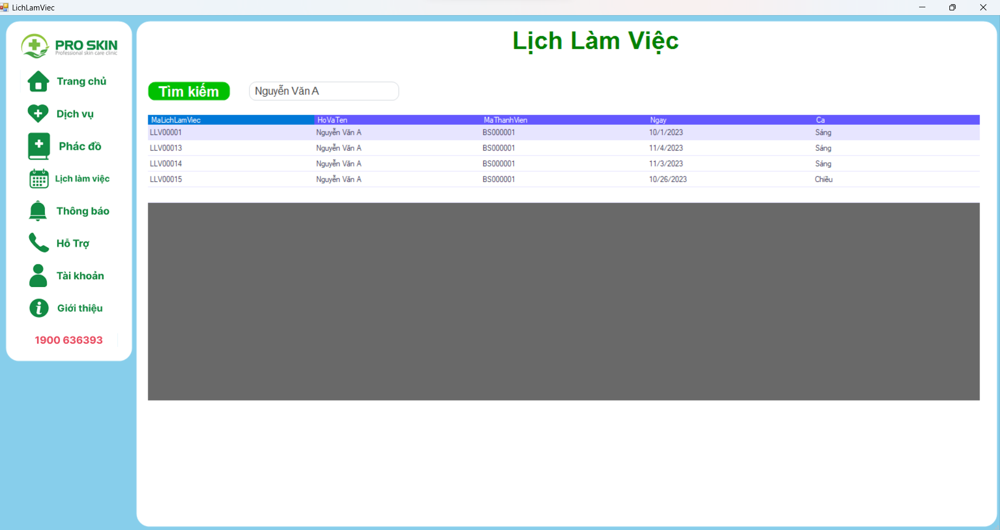 LichLamViec
PRO SKIN
Professional skin care clinic
Trang chủ
Dịch vụ
Phác đồ
Lịch làm việc
Thông báo
Hỗ Trợ
Tài khoản
Giới thiệu
1900 636393
Lịch Làm Việc
Tìm kiếm Nguyễn Văn A
MaLichLamViec HoVaTen MaThanhVien Ngay Ca
LLV00001 Nguyễn Văn A BS000001 10/1/2023 Sáng
LLV00013 Nguyễn Văn A BS000001 11/4/2023 Sáng
LLV00014 Nguyễn Văn A BS000001 11/3/2023 Sáng
LLV00015 Nguyễn Văn A BS000001 10/26/2023 Chiều